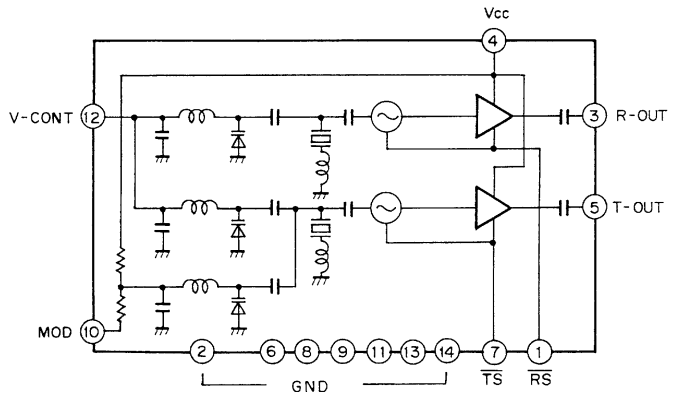 Vcc
4
V-CONT 12
3 R-OUT
5 T-OUT
MOD 10
2 6 8 9 11 13 14 7 1
GND
TS RS